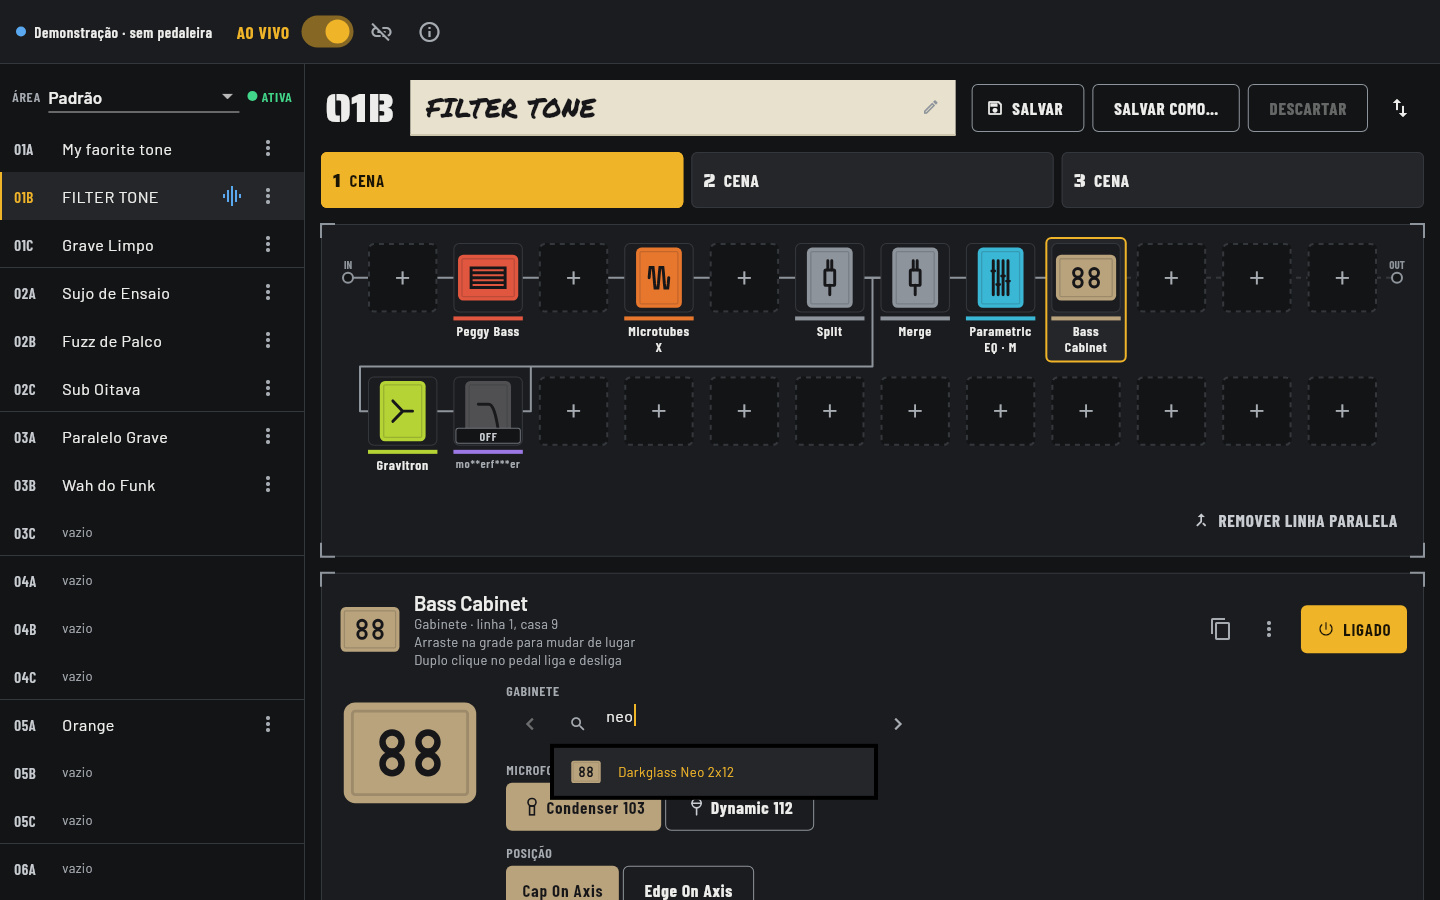 Demonstração · sem pedaleira
AO VIVO
ÁREA
Padrão
ATIVA
01A My faorite tone
01B FILTER TONE
01C Grave Limpo
02A Sujo de Ensaio
02B Fuzz de Palco
02C Sub Oitava
03A Paralelo Grave
03B Wah do Funk
03C vazio
04A vazio
04B vazio
04C vazio
05A Orange
05B vazio
05C vazio
06A vazio
01B
FILTER TONE
SALVAR
SALVAR COMO...
DESCARTAR
1 CENA
2 CENA
3 CENA
IN
OUT
Peggy Bass
Microtubes
X
Split
Merge
Parametric
EQ · M
88
Bass
Cabinet
Gravitron
OFF
mo**erf***er
REMOVER LINHA PARALELA
88
Bass Cabinet
Gabinete · linha 1, casa 9
Arraste na grade para mudar de lugar
Duplo clique no pedal liga e desliga
LIGADO
88
GABINETE
neo
88 Darkglass Neo 2x12
Condenser 103
Dynamic 112
POSIÇÃO
Cap On Axis
Edge On Axis